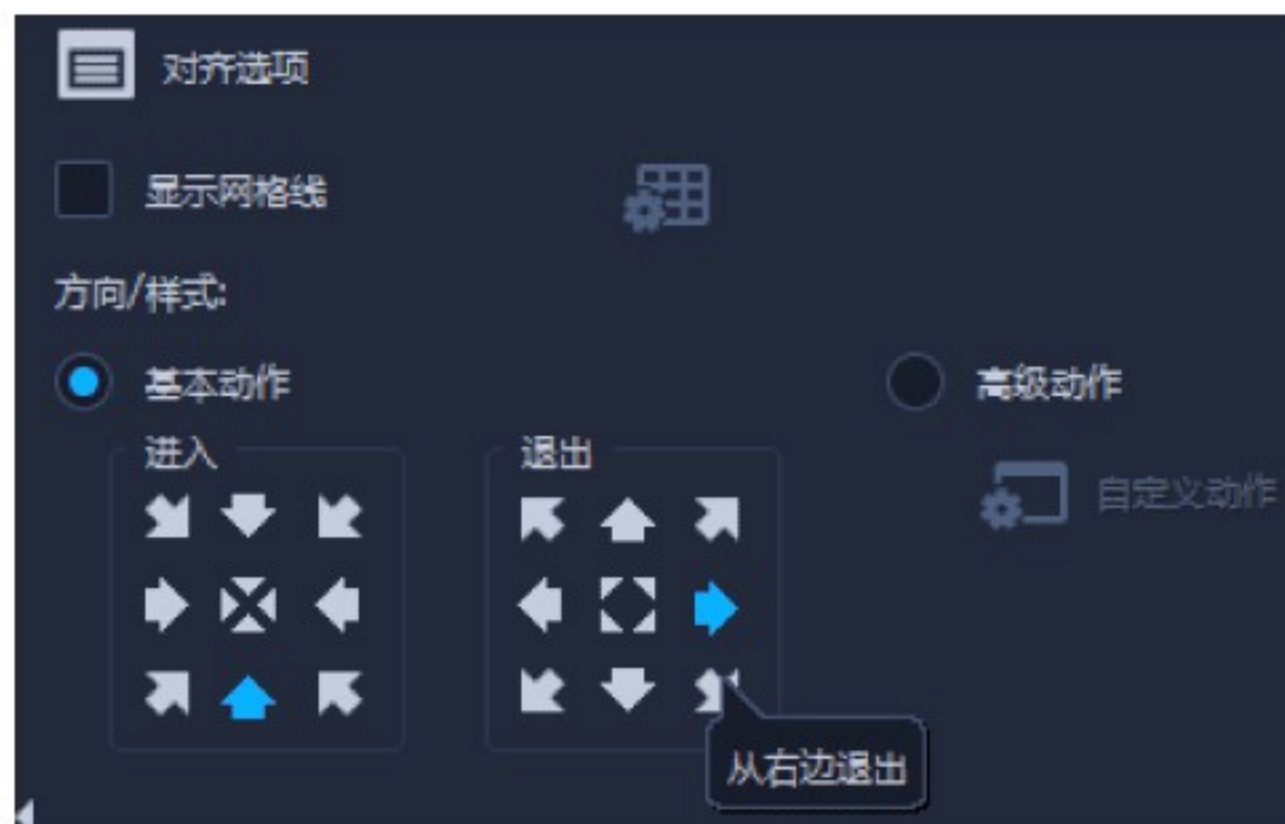 对齐选项
显示网格线
方向/样式:
基本动作
高级动作
进入
退出
自定义动作
从右边退出